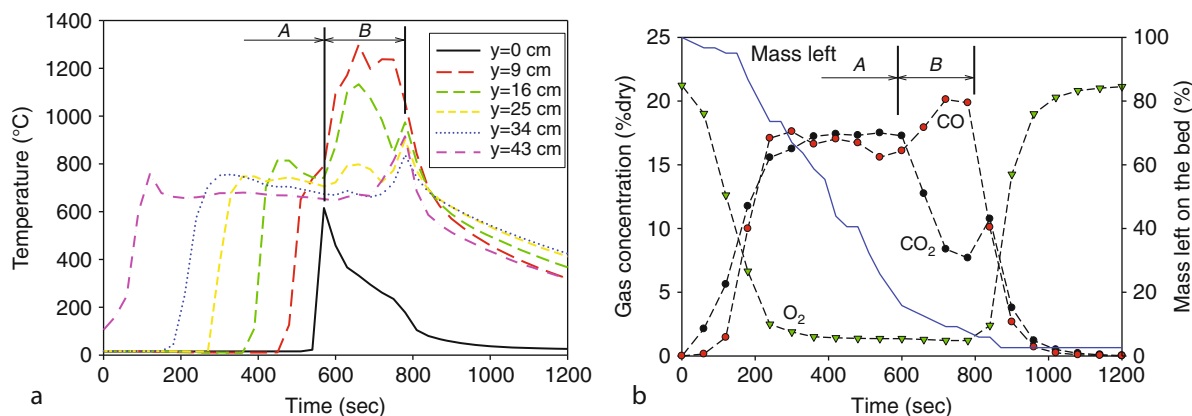 1400
1200
1000
800
600
400
200
0
Temperature (°C)
0 200 400 600 800 1000 1200
Time (sec)
A B
y=0 cm
y=9 cm
y=16 cm
y=25 cm
y=34 cm
y=43 cm
a
25
20
15
10
5
0
Gas concentration (%dry)
0 200 400 600 800 1000 1200
Time (sec)
100
80
60
40
20
0
Mass left on the bed (%)
Mass left
A B
CO
CO2
O2
b